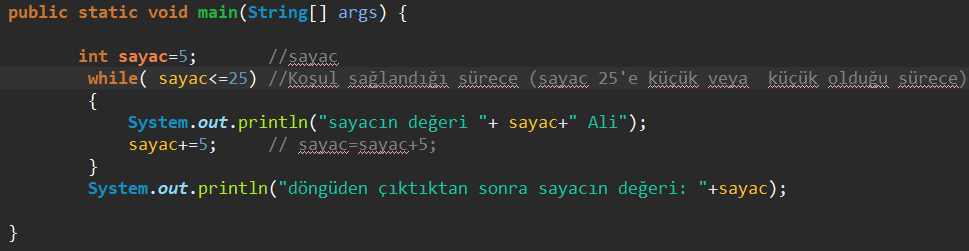 public static void main(String[] args) {
int sayac=5; //sayac
while( sayac<=25) //Koşul sağlandığı sürece (sayac 25'e küçük veya küçük olduğu sürece)
{
System.out.println("sayacın değeri "+ sayac+" Ali");
sayac+=5; // sayac=sayac+5;
}
System.out.println("döngüden çıktıktan sonra sayacın değeri: "+sayac);
}